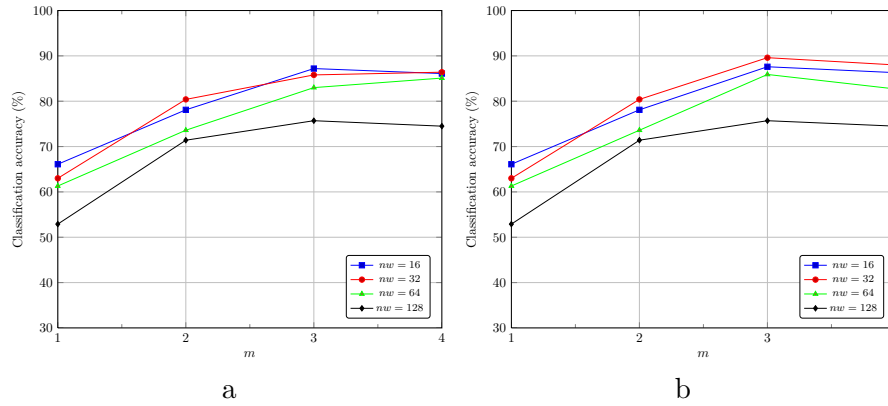 100
90
80
70
60
50
40
30
Classification accuracy (%)
1
2
3
4
m
nw = 16
nw = 32
nw = 64
nw = 128
a
100
90
80
70
60
50
40
30
Classification accuracy (%)
1
2
3
m
nw = 16
nw = 32
nw = 64
nw = 128
b